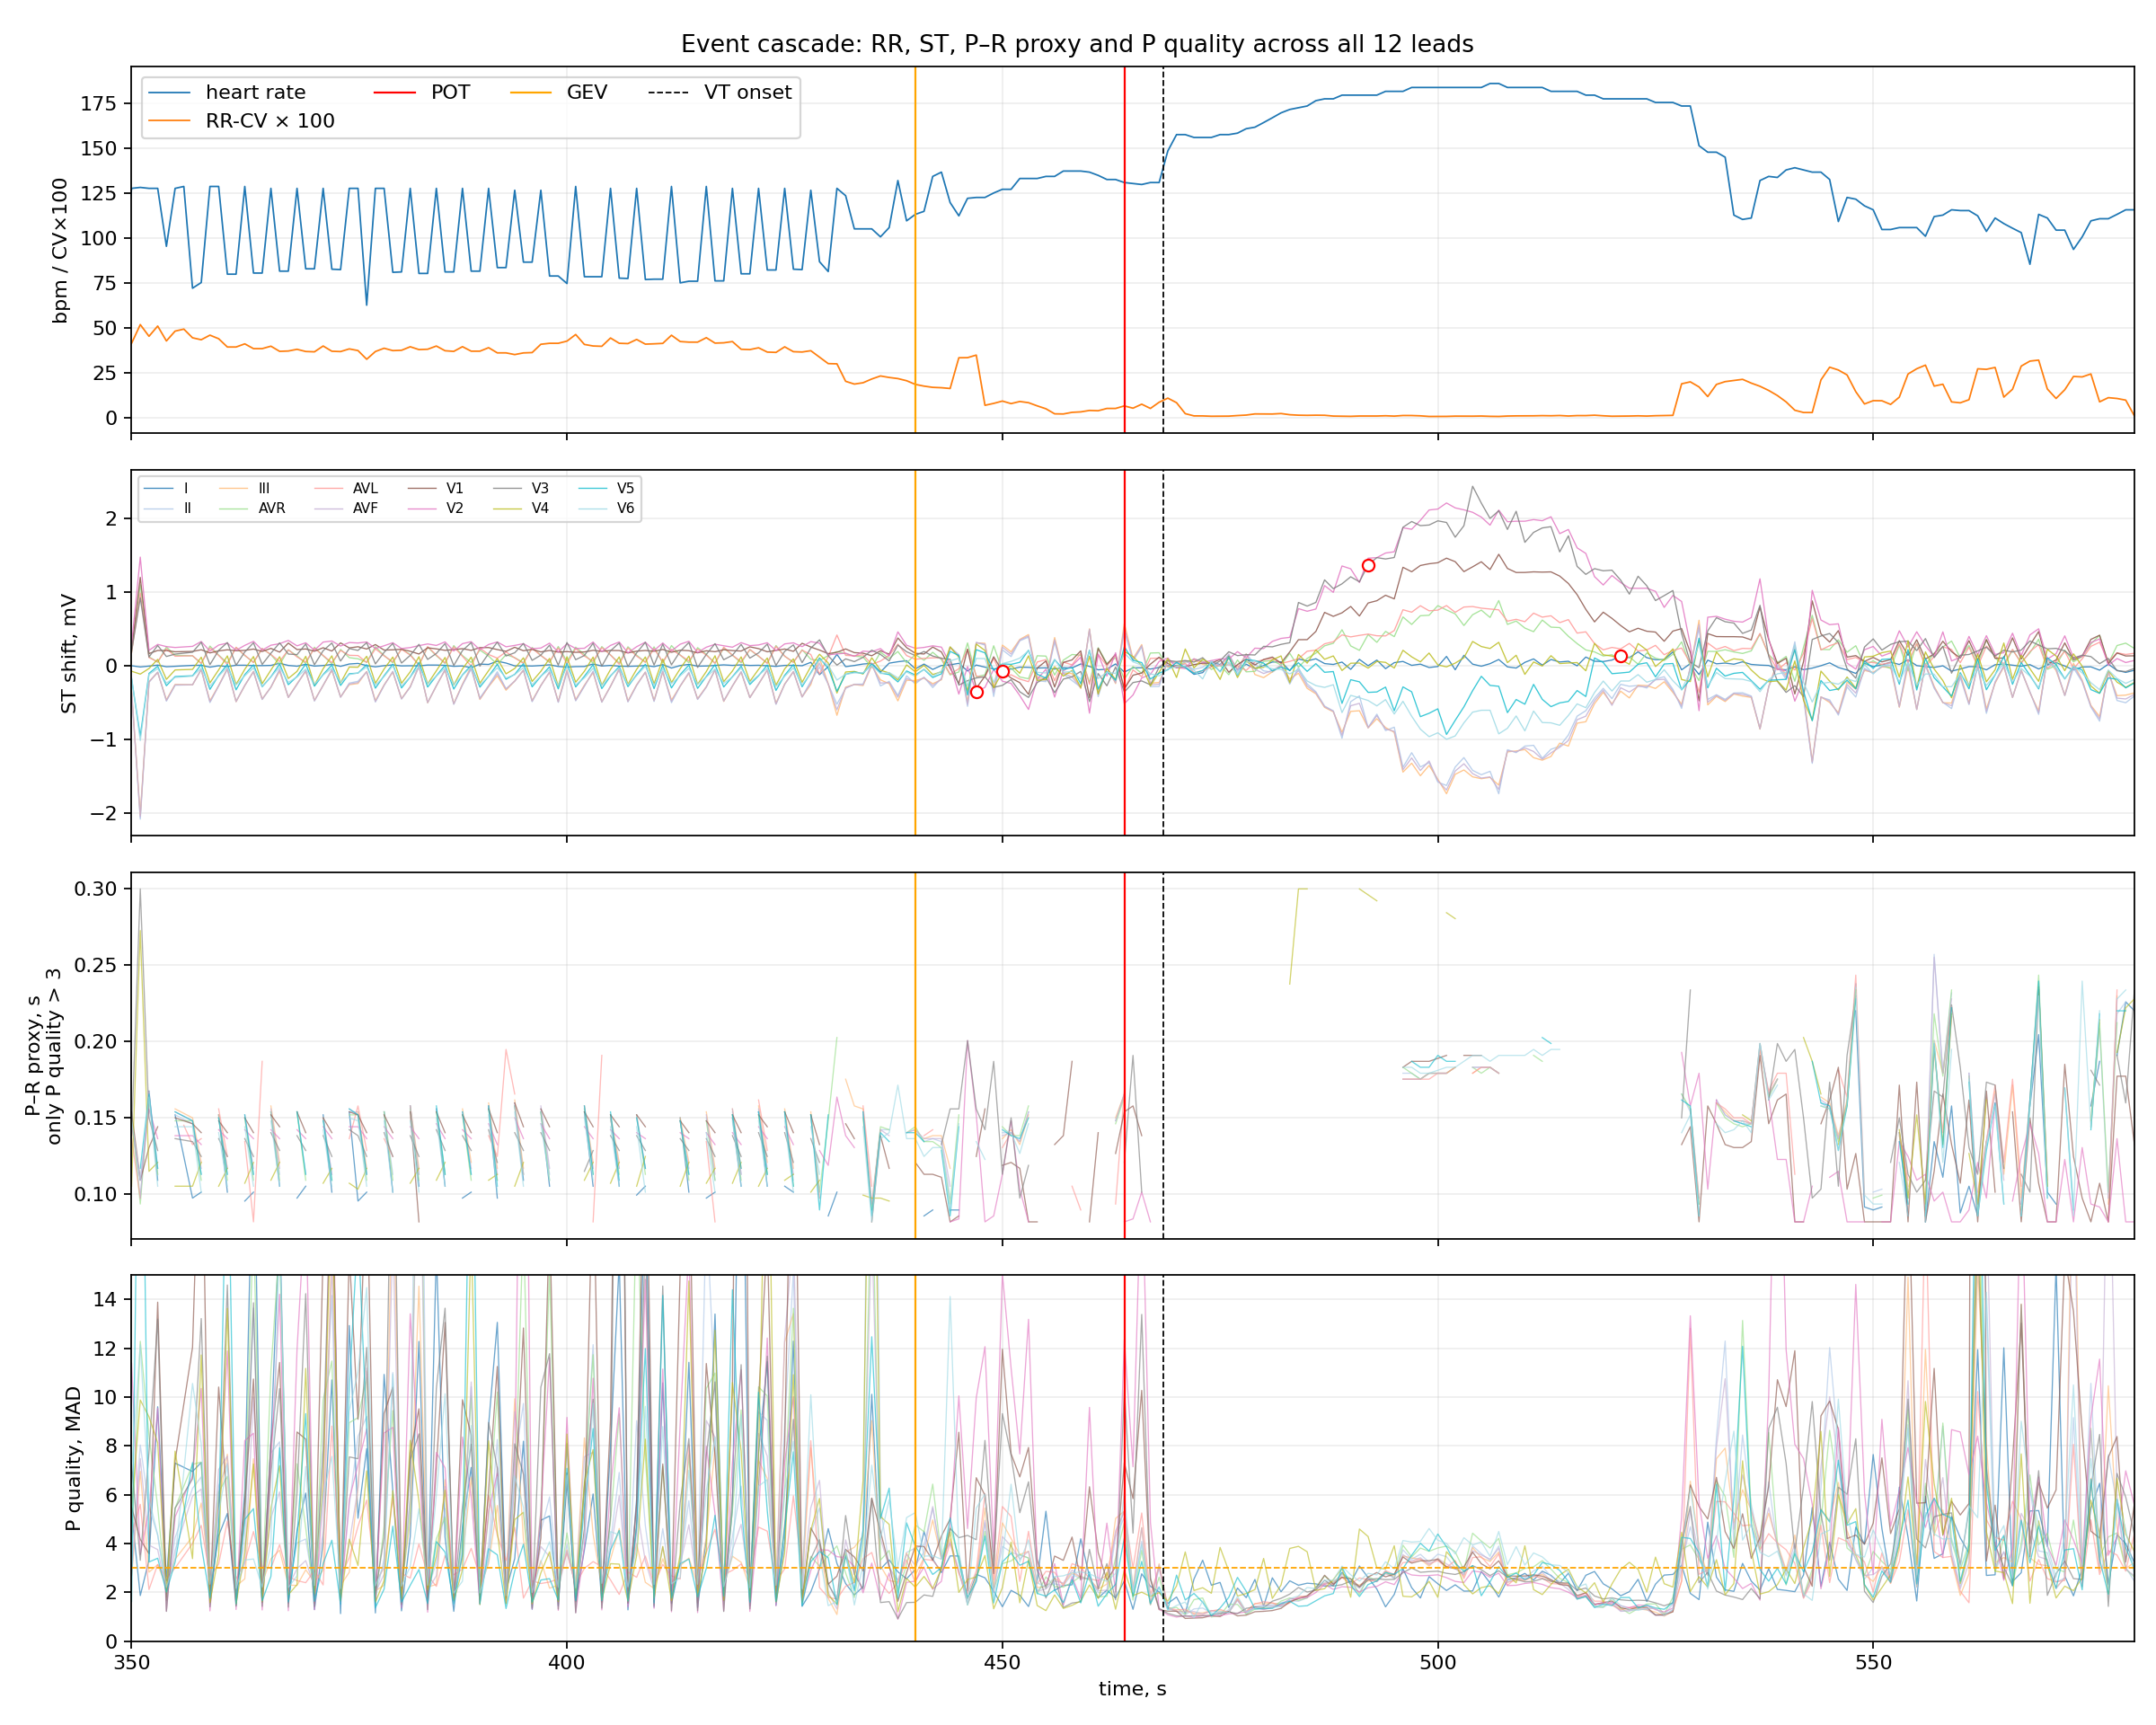 Event cascade: RR, ST, P–R proxy and P quality across all 12 leads
heart rate
RR-CV × 100
POT
GEV
VT onset
bpm / CV×100
175
150
125
100
75
50
25
0
I
II
III
AVR
AVL
AVF
V1
V2
V3
V4
V5
V6
ST shift, mV
2
1
0
−1
−2
P–R proxy, s
only P quality > 3
0.30
0.25
0.20
0.15
0.10
P quality, MAD
14
12
10
8
6
4
2
0
350
400
450
500
550
time, s